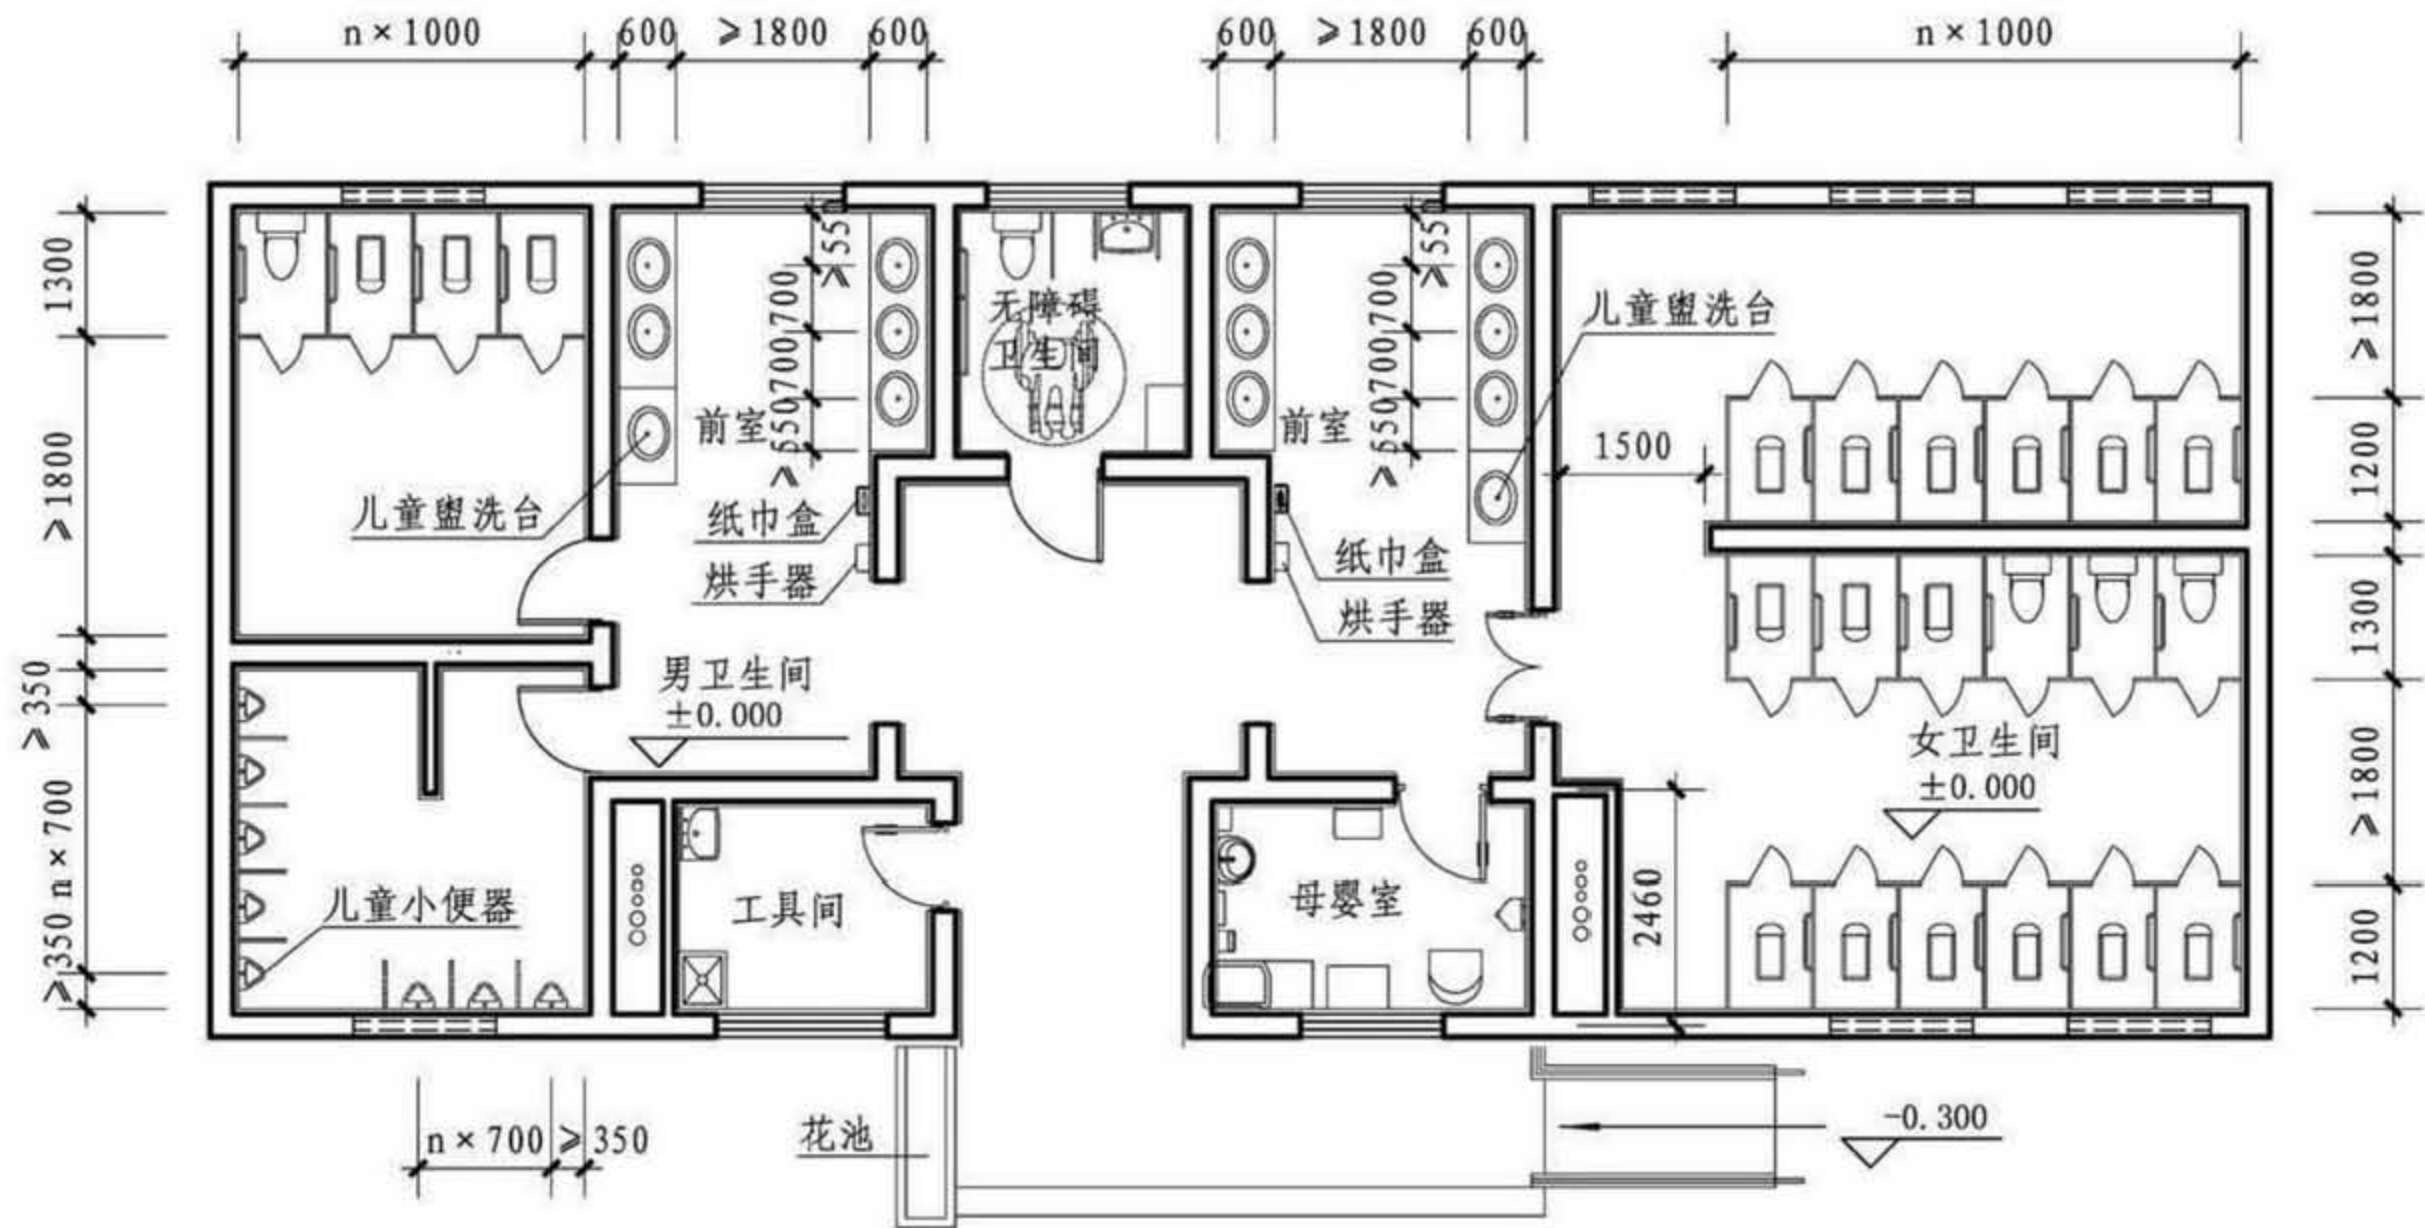 n×1000
600
≥1800
600
600
≥1800
600
n×1000
1300
≥1800
≥350
n×700
≥350
≥55
700
700
≥550
无障碍
卫生间
≥55
700
700
≥550
儿童盥洗台
前室
前室
1500
儿童盥洗台
纸巾盒
烘手器
纸巾盒
烘手器
男卫生间
±0.000
女卫生间
±0.000
儿童小便器
工具间
母婴室
2460
≥1800
1200
1300
≥1800
1200
n×700
≥350
花池
-0.300